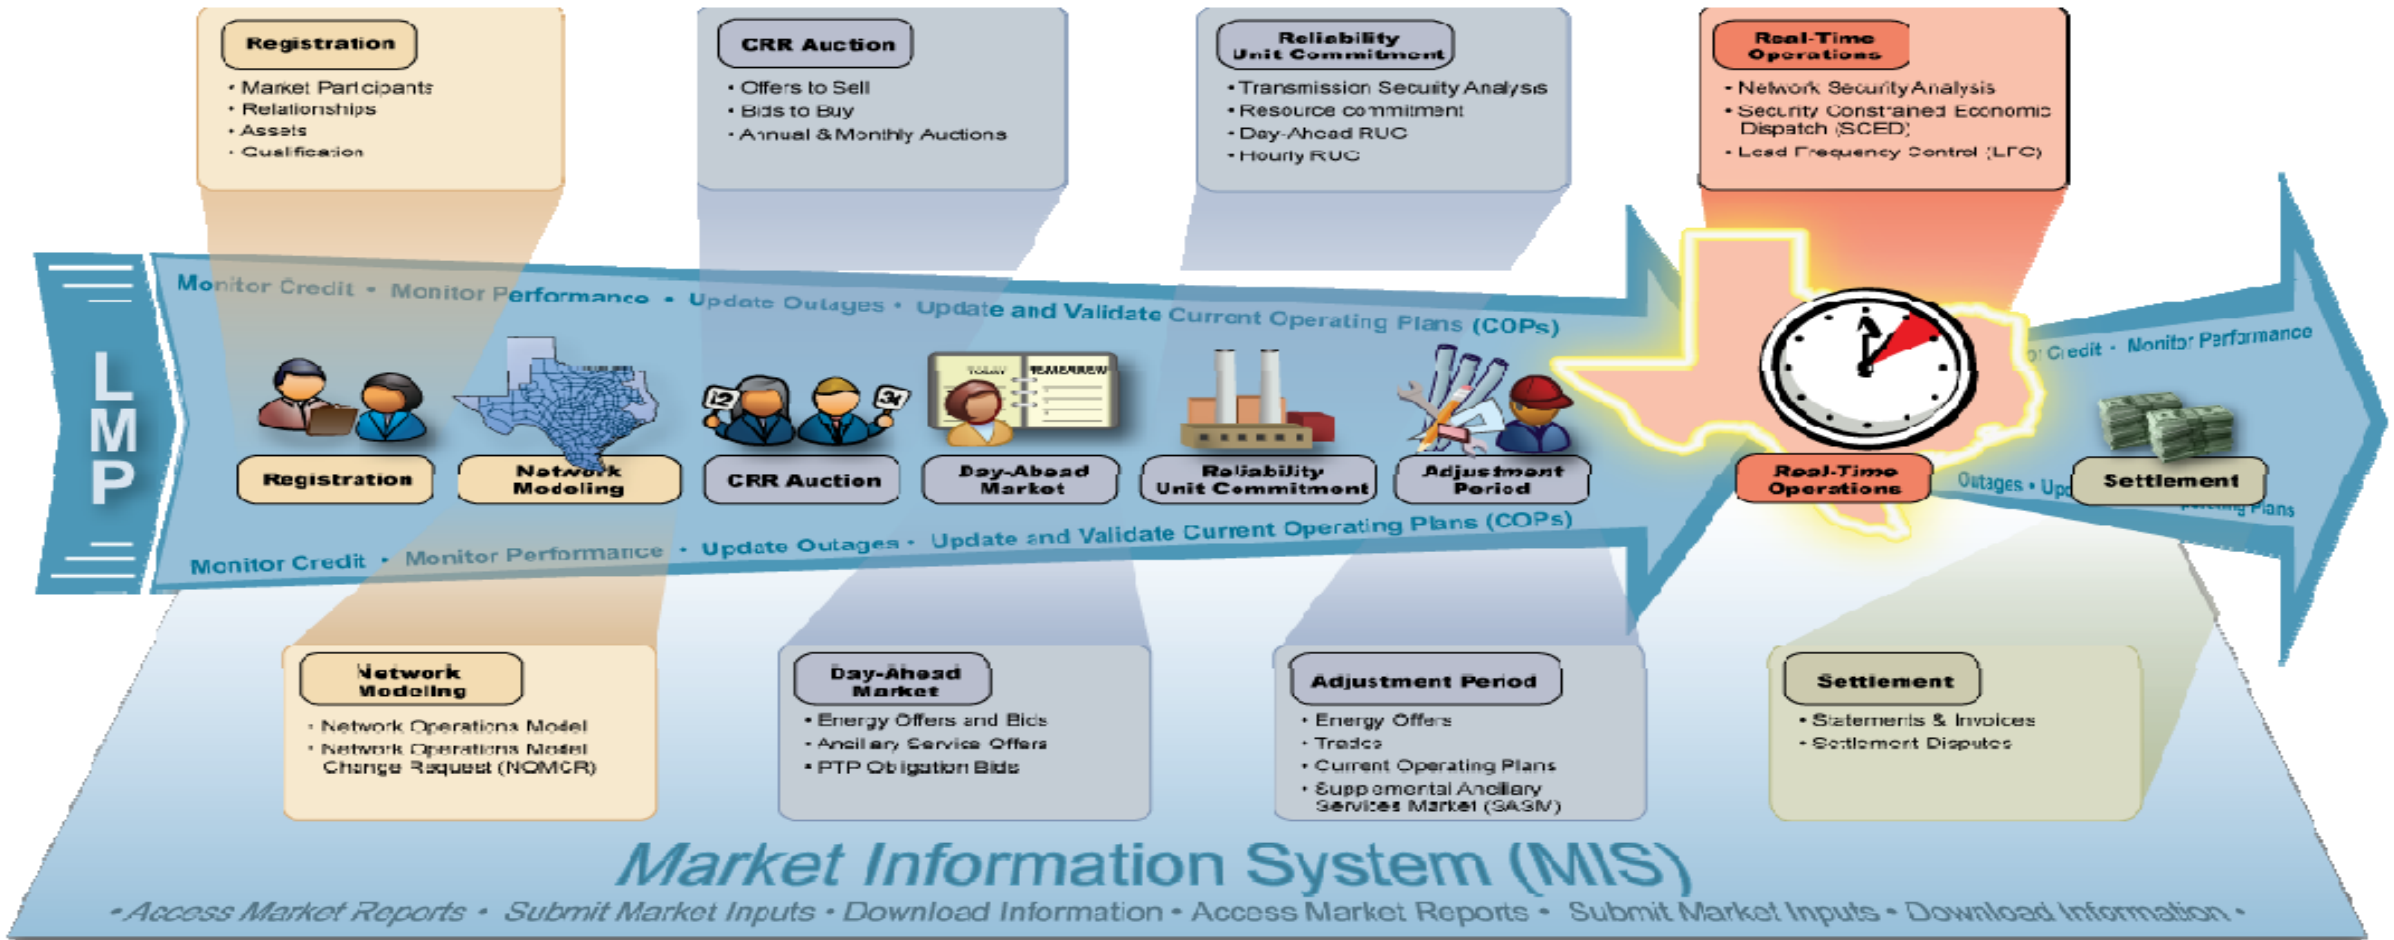 Registration
• Market Participants
• Relationships
• Assets
• Qualification
CRR Auction
• Offers to Sell
• Bids to Buy
• Annual & Monthly Auctions
Reliability
Unit Commitment
• Transmission Security Analysis
• Resource commitment
• Day-Ahead RUC
• Hourly RUC
Real-Time
Operations
• Network Security Analysis
• Security Constrained Economic
Dispatch (SCED)
• Load Frequency Control (LFC)
LMP
Monitor Credit • Monitor Performance • Update Outages • Update and Validate Current Operating Plans (COPs)
Credit • Monitor Performance
TODAY
TOMORROW
12
Registration
Network
Modeling
CRR Auction
Day-Ahead
Market
Reliability
Unit Commitment
Adjustment
Period
Real-Time
Operations
Settlement
Outages •
Plans
Monitor Credit • Monitor Performance • Update Outages • Update and Validate Current Operating Plans (COPs)
Network
Modeling
• Network Operations Model
• Network Operations Model
Change Request (NOMCR)
Day-Ahead
Market
• Energy Offers and Bids
• Ancillary Service Offers
• PTP Obligation Bids
Adjustment Period
• Energy Offers
• Trades
• Current Operating Plans
• Supplemental Ancillary
Services Market (SASM)
Settlement
• Statements & Invoices
• Settlement Disputes
Market Information System (MIS)
• Access Market Reports • Submit Market Inputs • Download Information • Access Market Reports • Submit Market Inputs • Download Information •